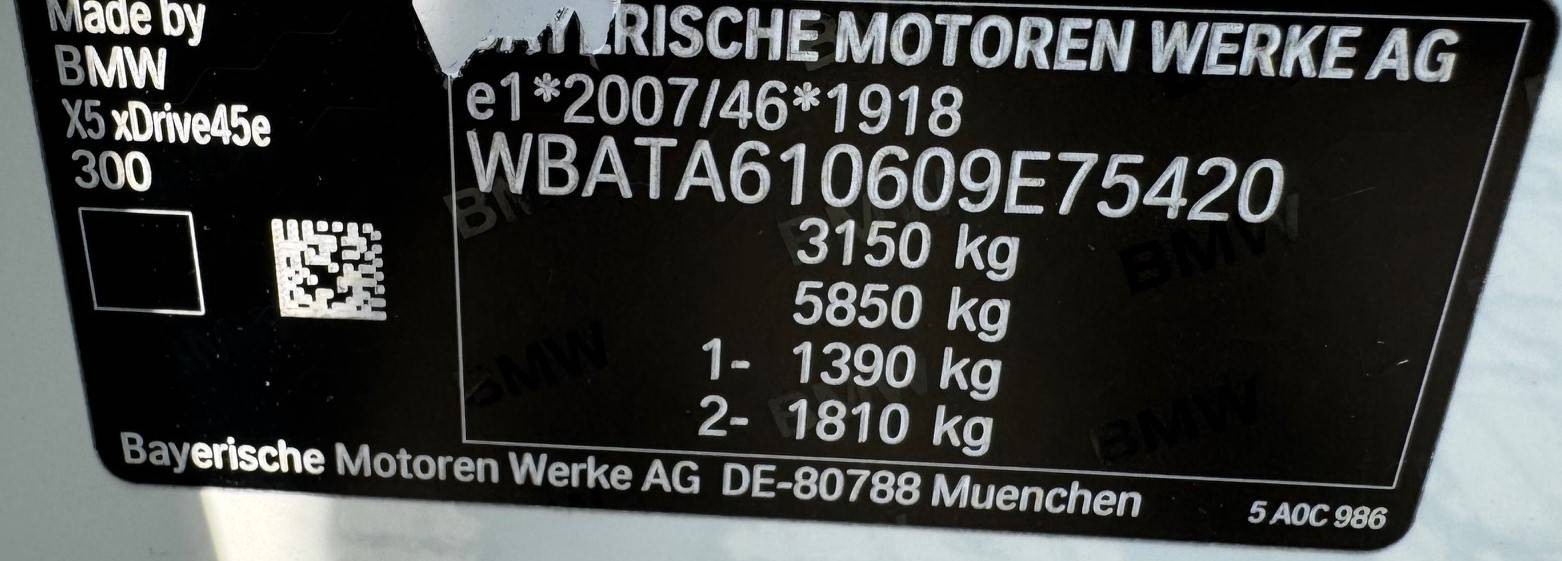 Made by
BMW
X5 xDrive45e
300
BAYERISCHE MOTOREN WERKE AG
e1*2007/46*1918
WBATA610609E75420
3150 kg
5850 kg
1- 1390 kg
2- 1810 kg
Bayerische Motoren Werke AG DE-80788 Muenchen
5 A0C 986